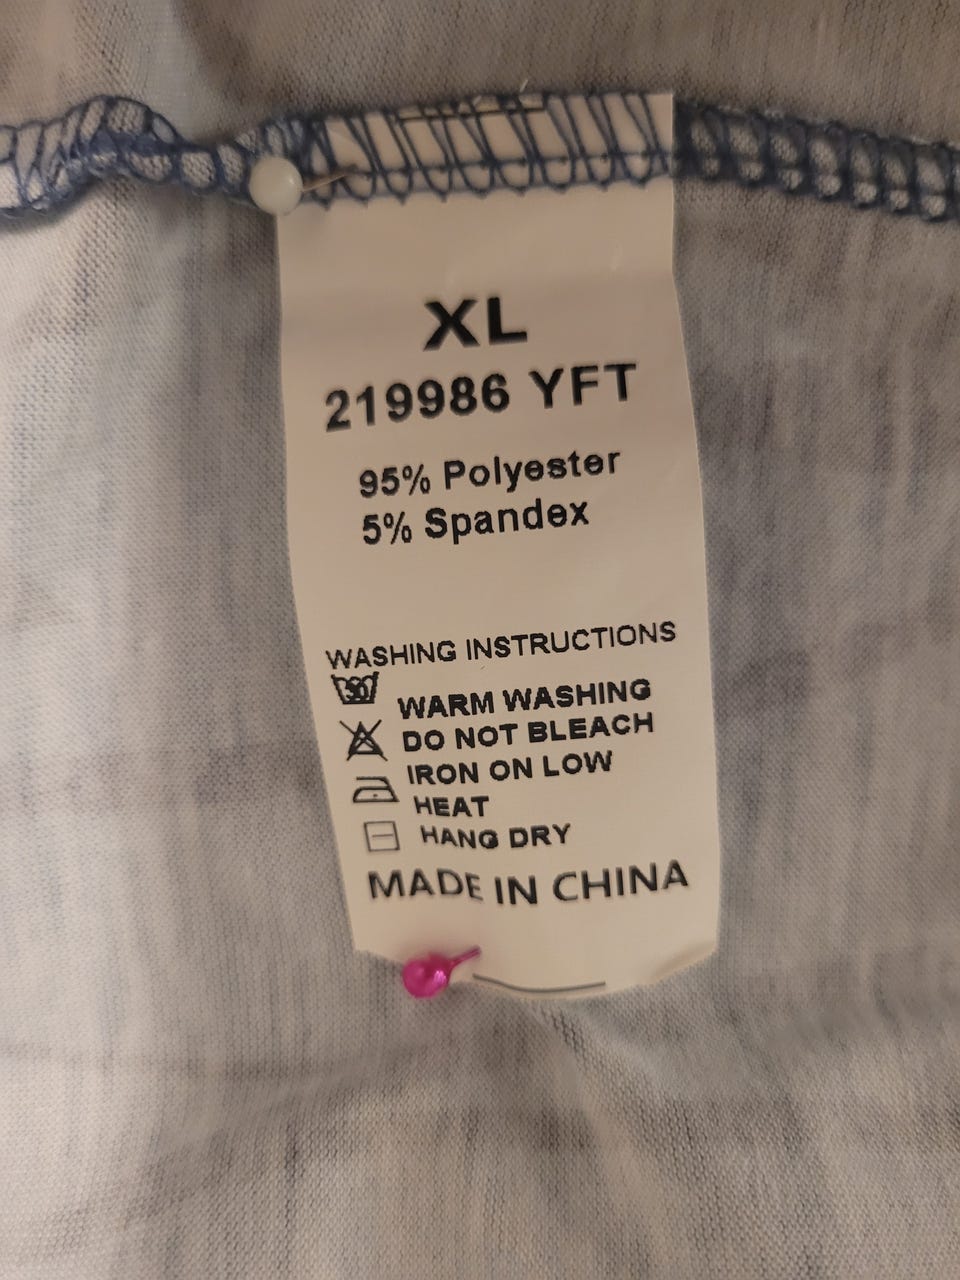 XL
219986 YFT
95% Polyester
5% Spandex
WASHING INSTRUCTIONS
30
WARM WASHING
DO NOT BLEACH
IRON ON LOW
HEAT
HANG DRY
MADE IN CHINA